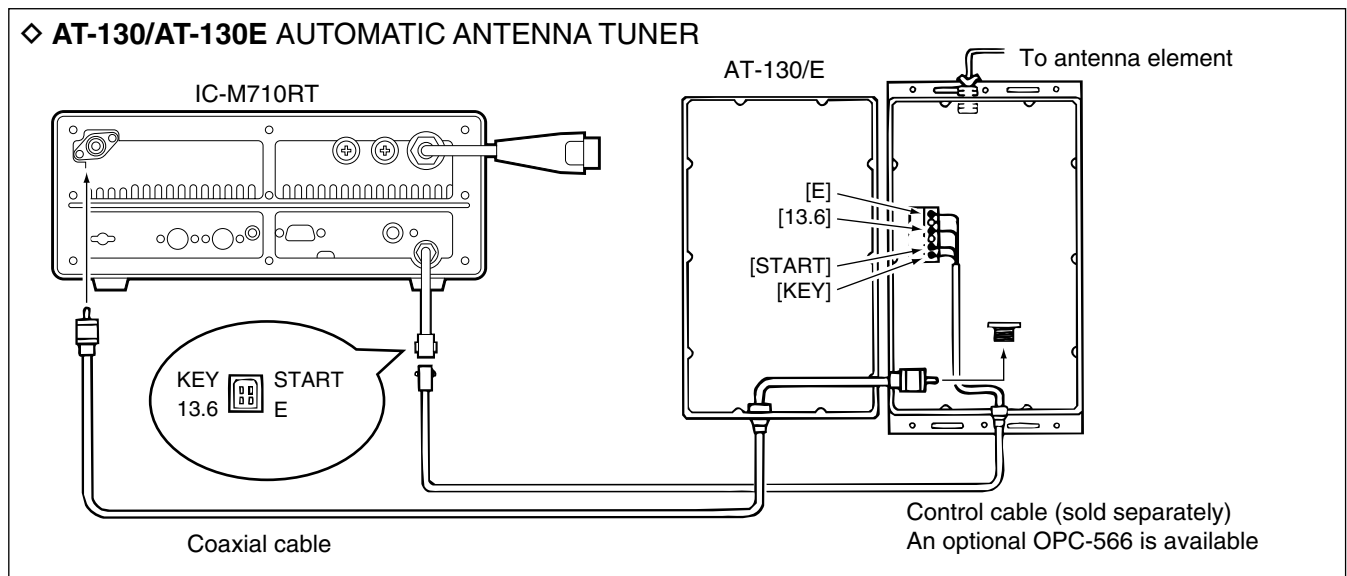 ◇ AT-130/AT-130E AUTOMATIC ANTENNA TUNER
To antenna element
AT-130/E
IC-M710RT
[E]
[13.6]
[START]
[KEY]
KEY START
13.6 E
Control cable (sold separately)
An optional OPC-566 is available
Coaxial cable